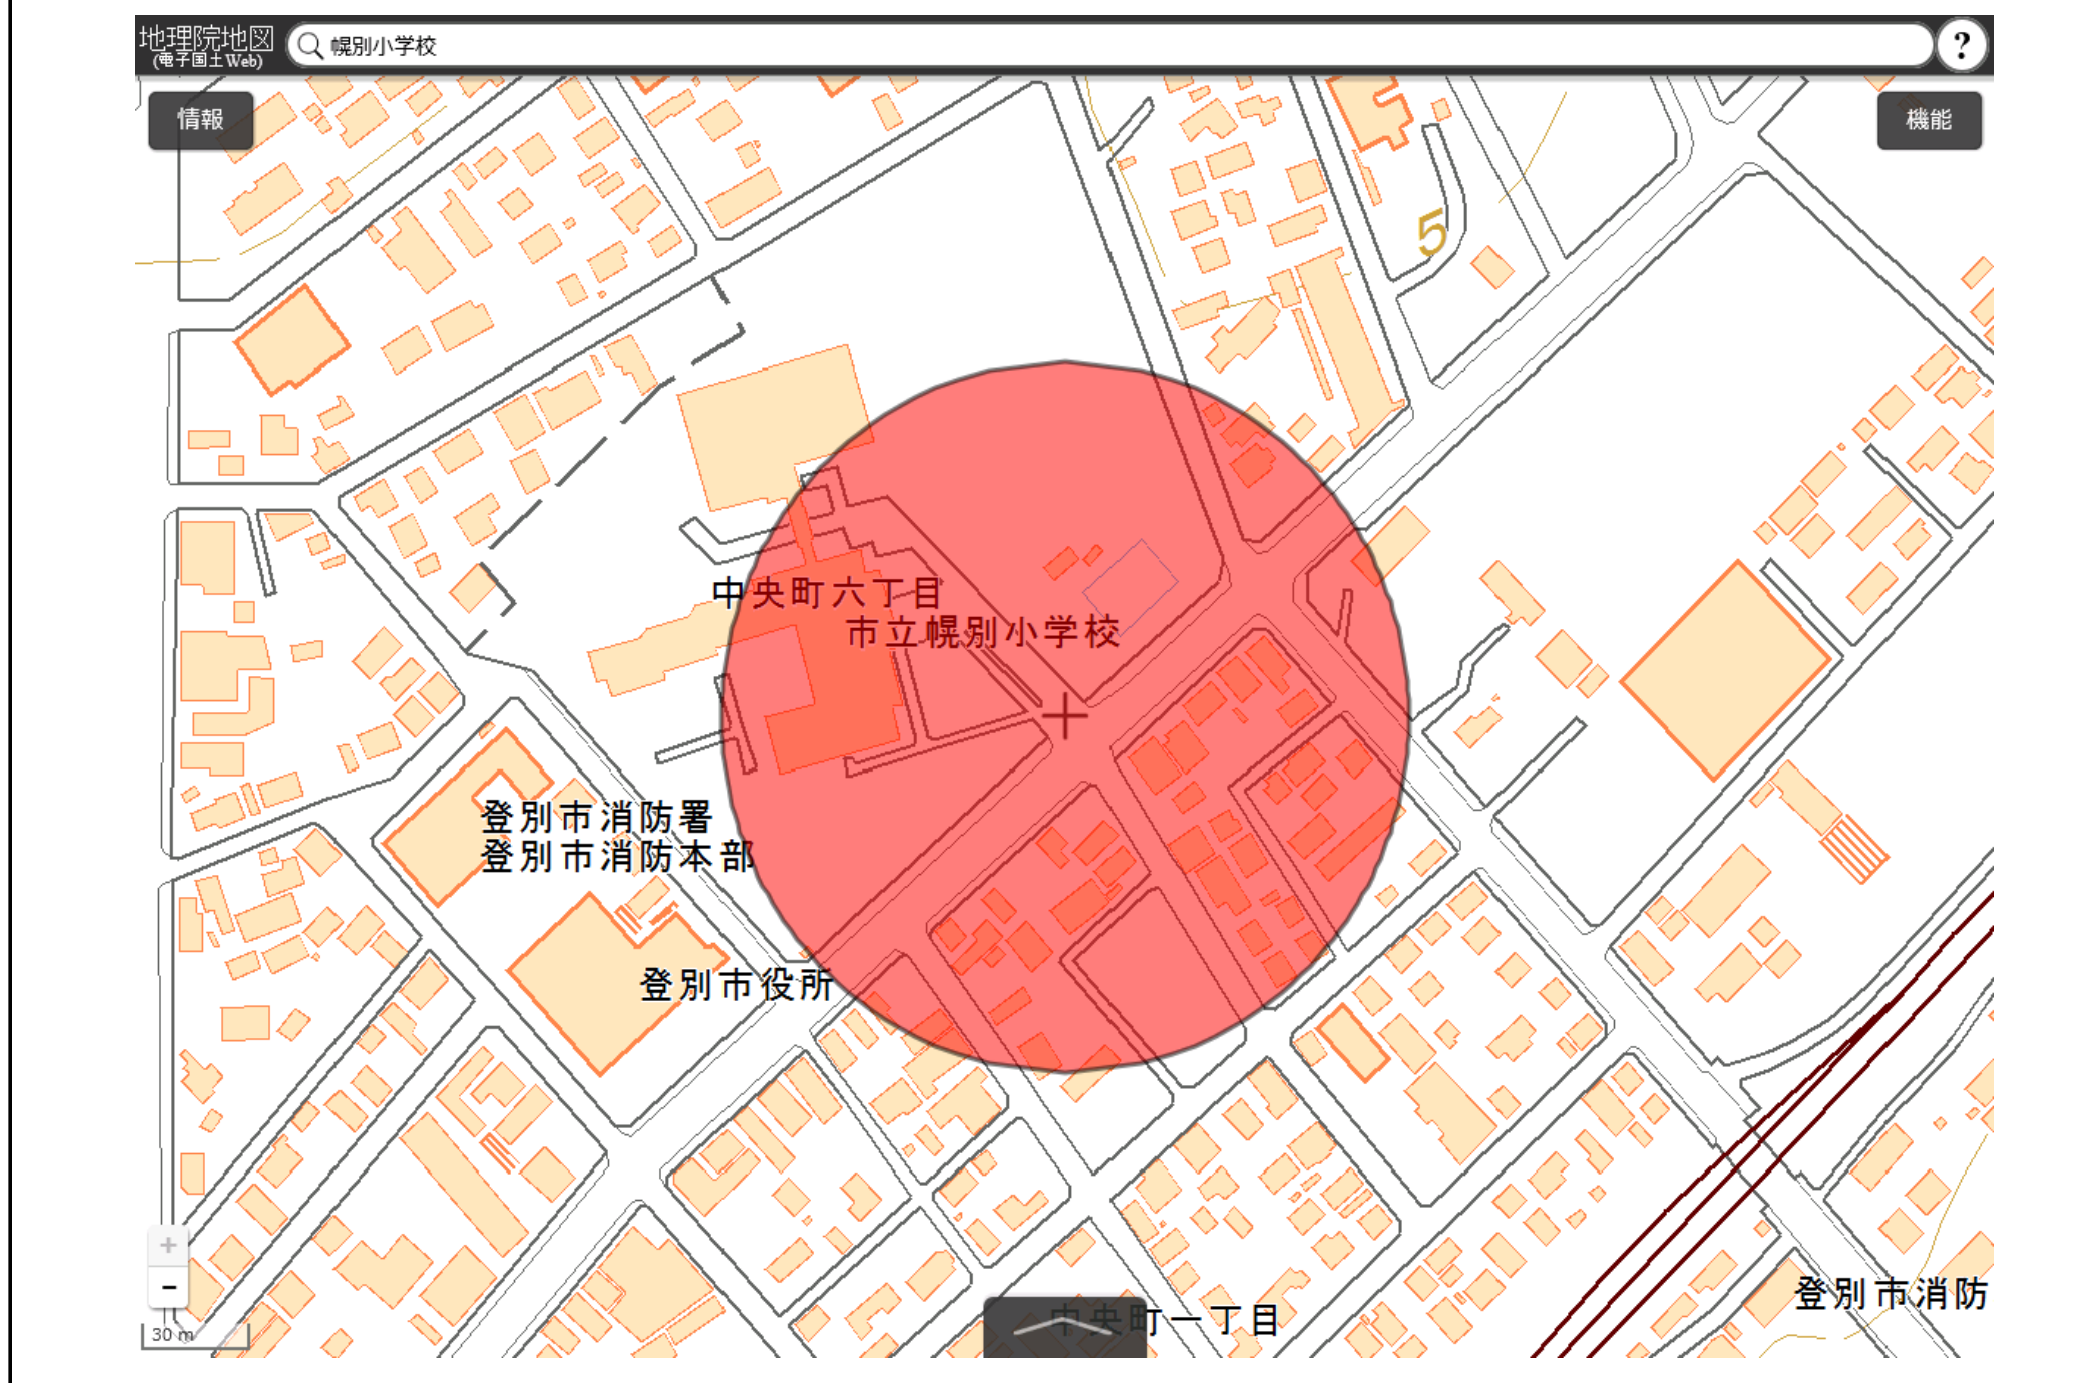 地理院地図
(電子国土Web)
幌別小学校
?
情報
機能
5
中央町六丁目
市立幌別小学校
登別市消防署
登別市消防本部
登別市役所
+
-
30 m
中央町一丁目
登別市消防